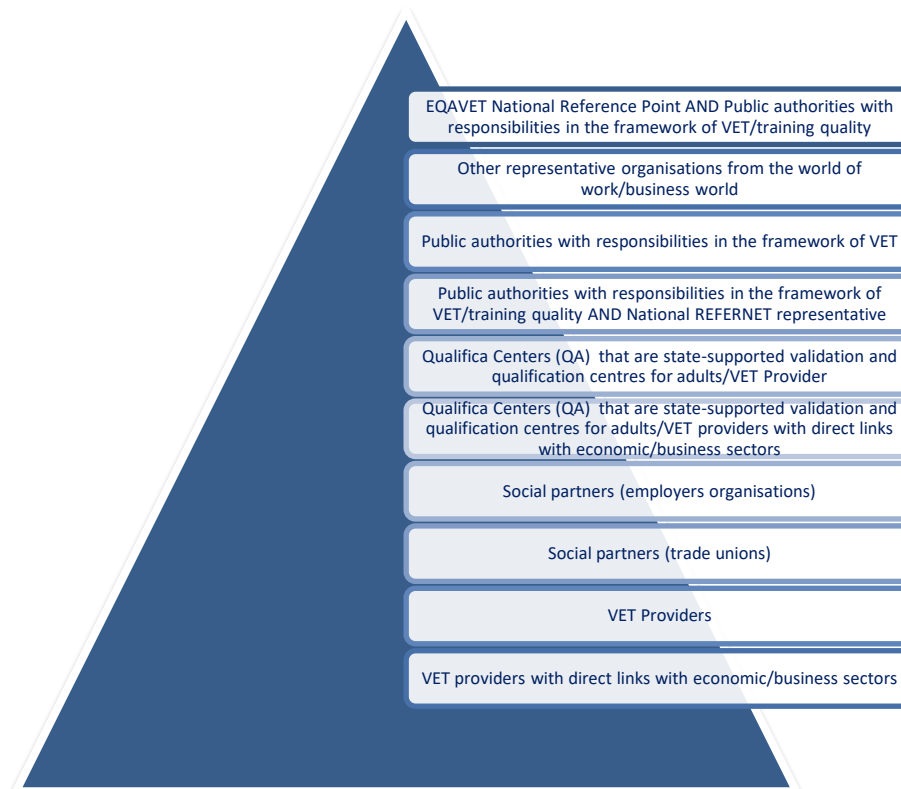 EQAVET National Reference Point AND Public authorities with
responsibilities in the framework of VET/training quality
Other representative organisations from the world of
work/business world
Public authorities with responsibilities in the framework of VET
Public authorities with responsibilities in the framework of
VET/training quality AND National REFERNET representative
Qualifica Centers (QA) that are state-supported validation and
qualification centres for adults/VET Provider
Qualifica Centers (QA) that are state-supported validation and
qualification centres for adults/VET providers with direct links
with economic/business sectors
Social partners (employers organisations)
Social partners (trade unions)
VET Providers
VET providers with direct links with economic/business sectors